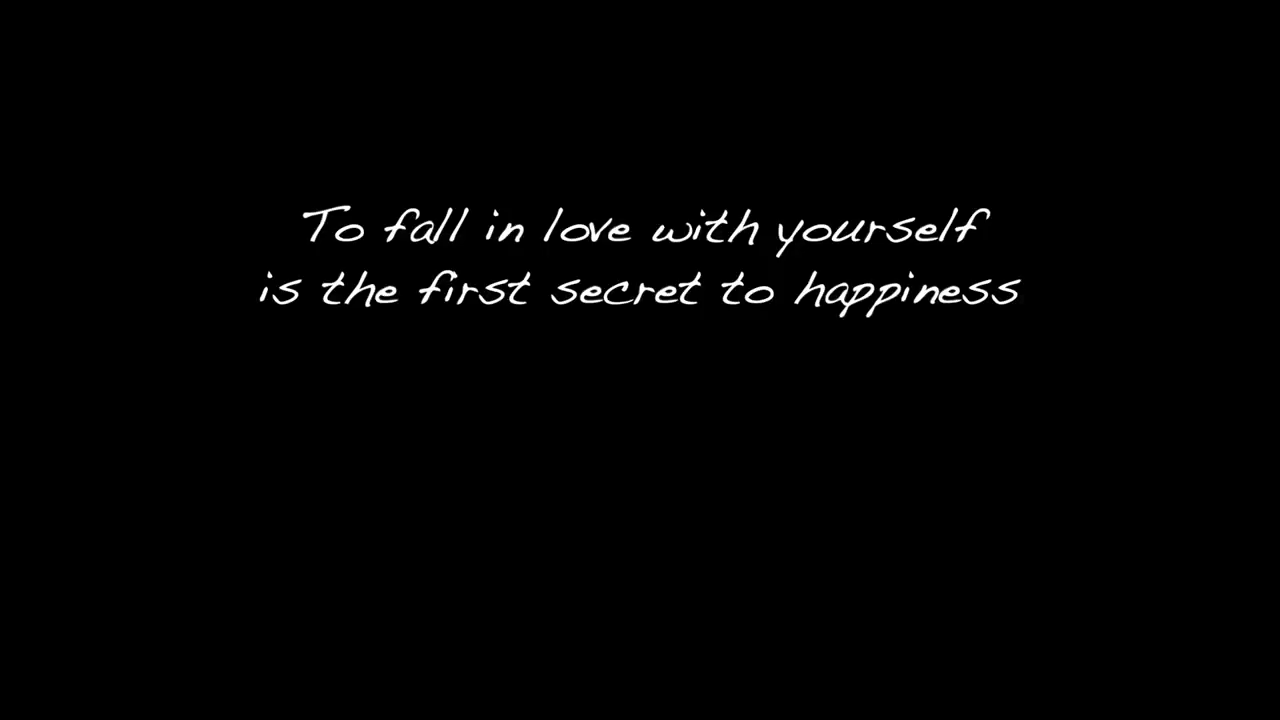 To fall in love with yourself
is the first secret to happiness